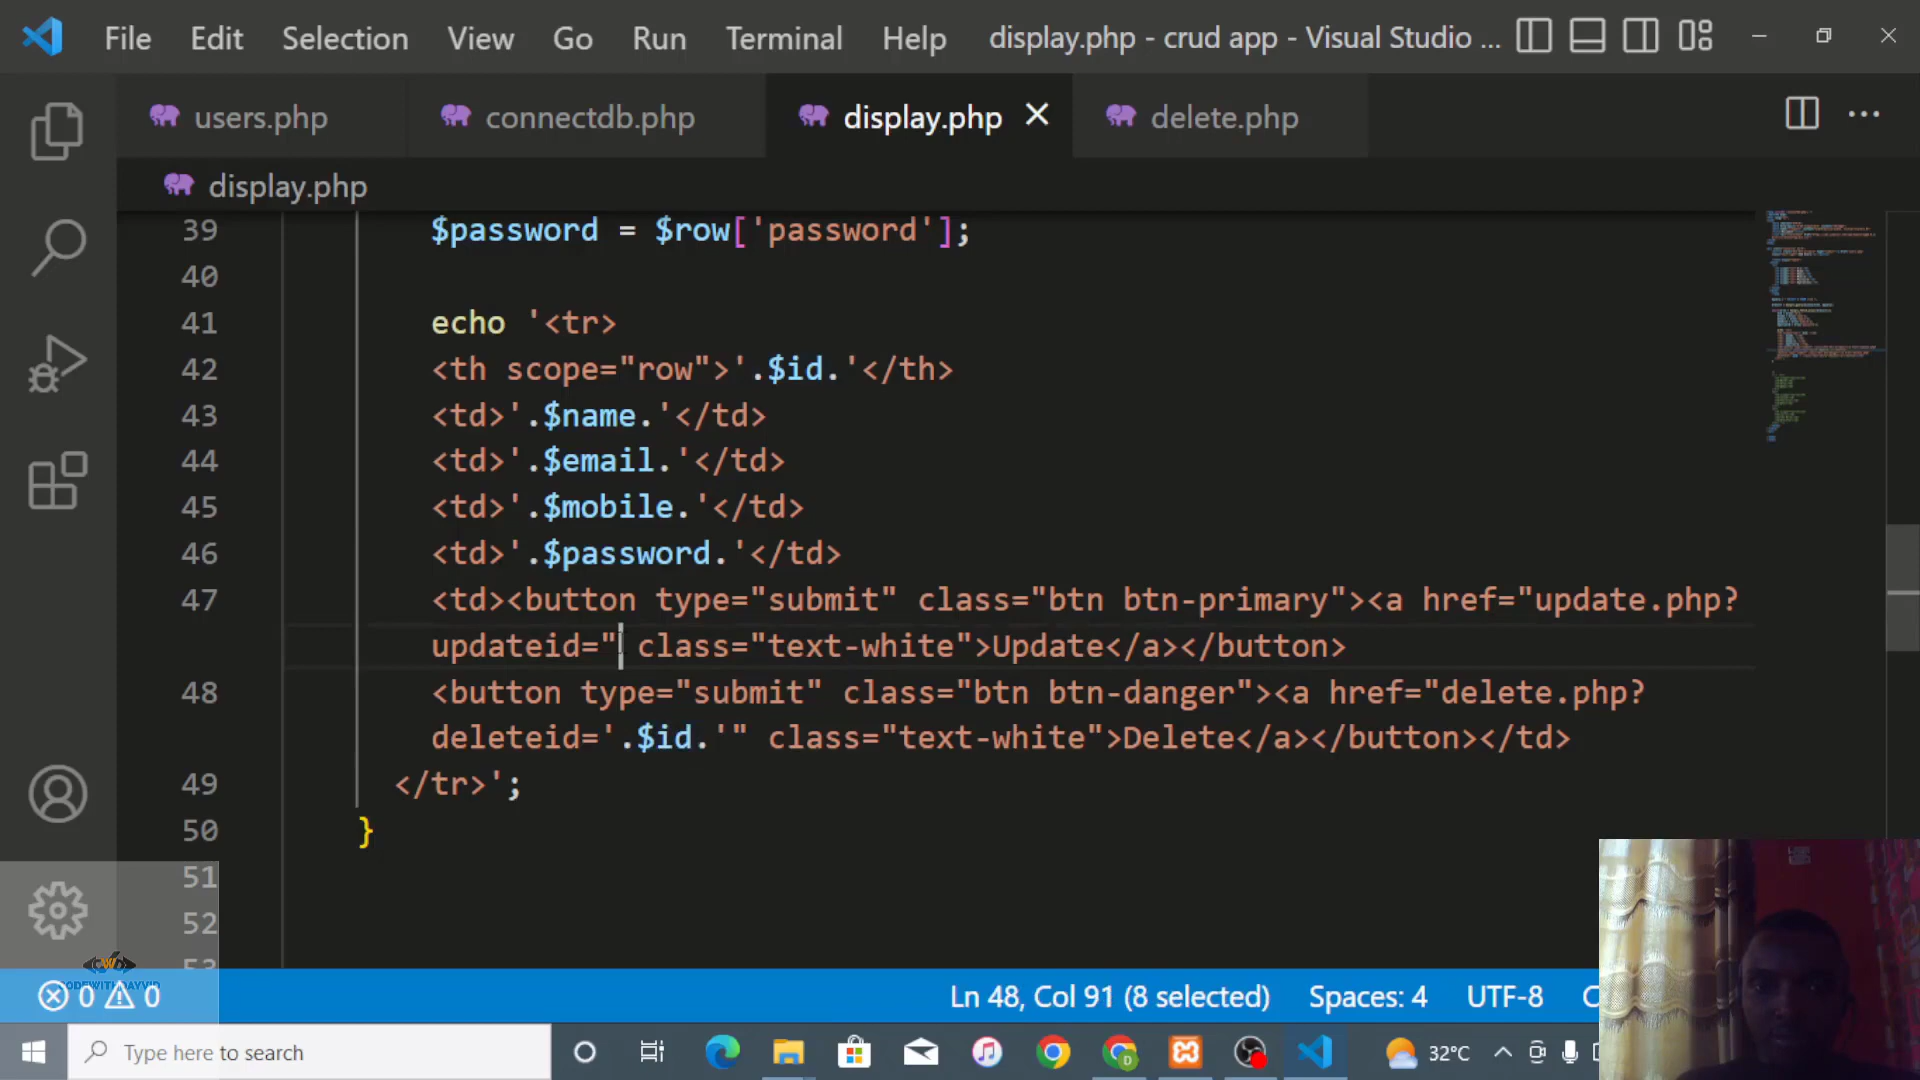 File Edit Selection View Go Run Terminal Help display.php - crud app - Visual Studio ...
users.php connectdb.php display.php delete.php
display.php
39 $password = $row['password'];
40
41 echo '<tr>
42 <th scope="row">'.$id.'</th>
43 <td>'.$name.'</td>
44 <td>'.$email.'</td>
45 <td>'.$mobile.'</td>
46 <td>'.$password.'</td>
47 <td><button type="submit" class="btn btn-primary"><a href="update.php?
updateid=" class="text-white">Update</a></button>
48 <button type="submit" class="btn btn-danger"><a href="delete.php?
deleteid='.$id.'" class="text-white">Delete</a></button></td>
49 </tr>';
50 }
51
52
53
CODEWITHDAYVID
0 0 Ln 48, Col 91 (8 selected) Spaces: 4 UTF-8
Type here to search 32°C